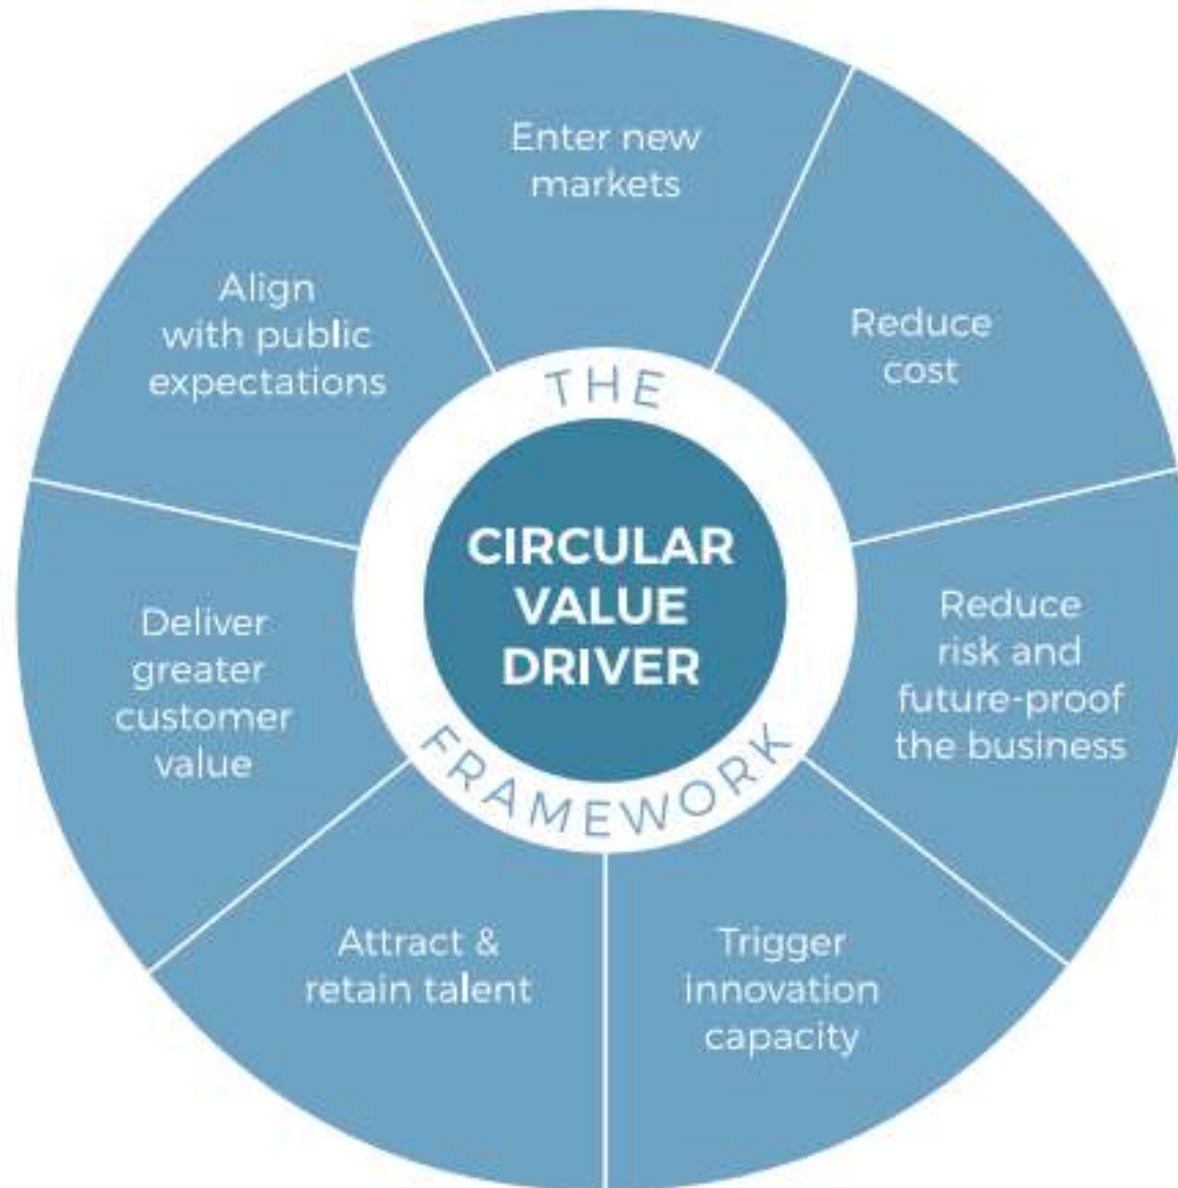 Enter new
markets
Reduce
cost
Reduce
risk and
future-proof
the business
Trigger
innovation
capacity
Attract &
retain talent
Deliver
greater
customer
value
Align
with public
expectations
THE
CIRCULAR
VALUE
DRIVER
FRAMEWORK